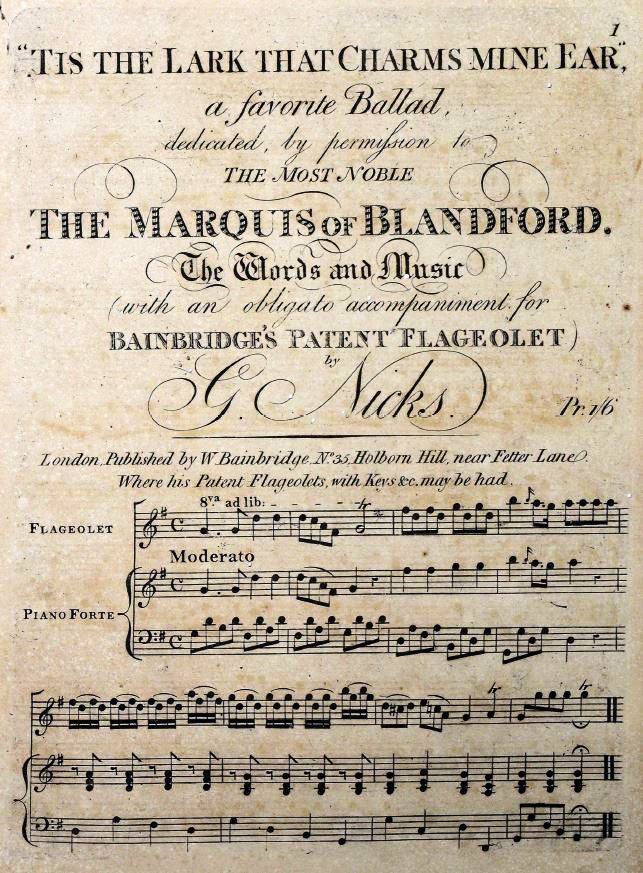 1
"'TIS THE LARK THAT CHARMS MINE EAR",
a favorite Ballad,
dedicated, by permission to
THE MOST NOBLE
THE MARQUIS OF BLANDFORD.
The Words and Music
(with an obligato accompaniment for
BAINBRIDGE'S PATENT FLAGEOLET)
by
G. Nicks.
Pr. 1/6
London, Published by W. Bainbridge, No. 35, Holborn Hill, near Fetter Lane.
Where his Patent Flageolets, with Keys &c. may be had.
8va ad lib:
tr
FLAGEOLET
Moderato
PIANO FORTE
tr tr